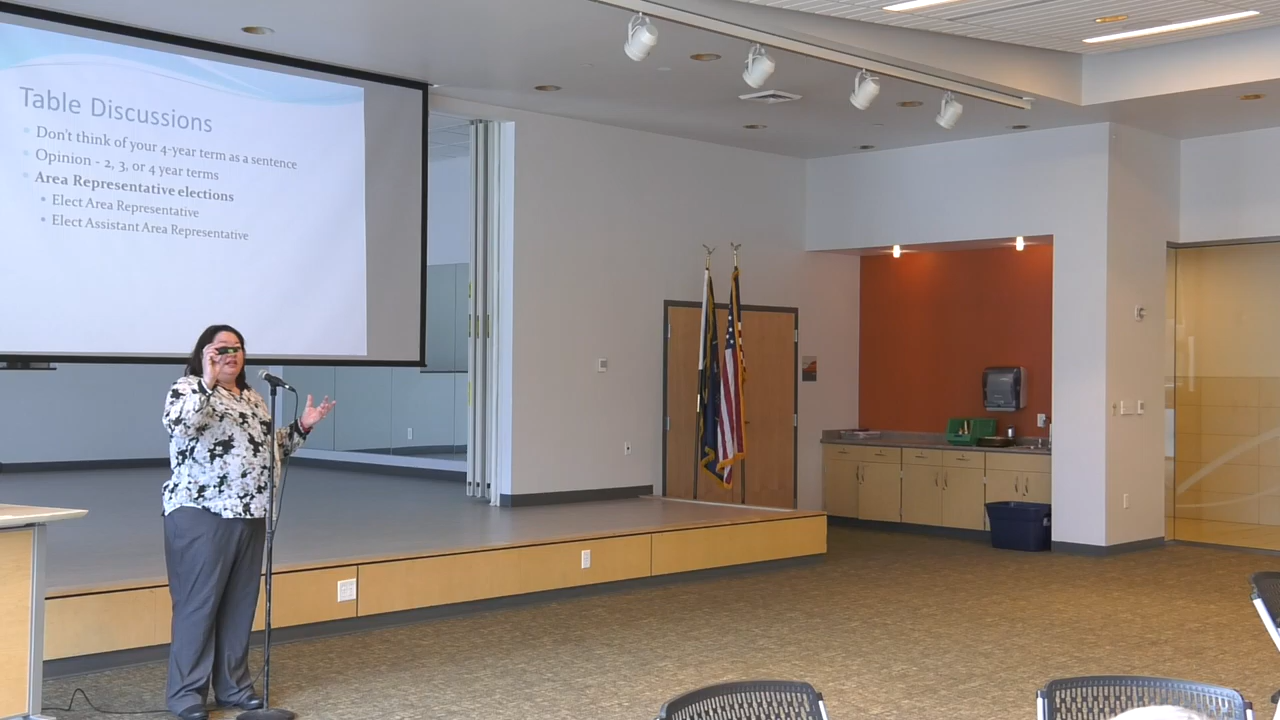 Table Discussions
Don't think of your 4-year term as a sentence
Opinion - 2, 3, or 4 year terms
Area Representative elections
Elect Area Representative
Elect Assistant Area Representative